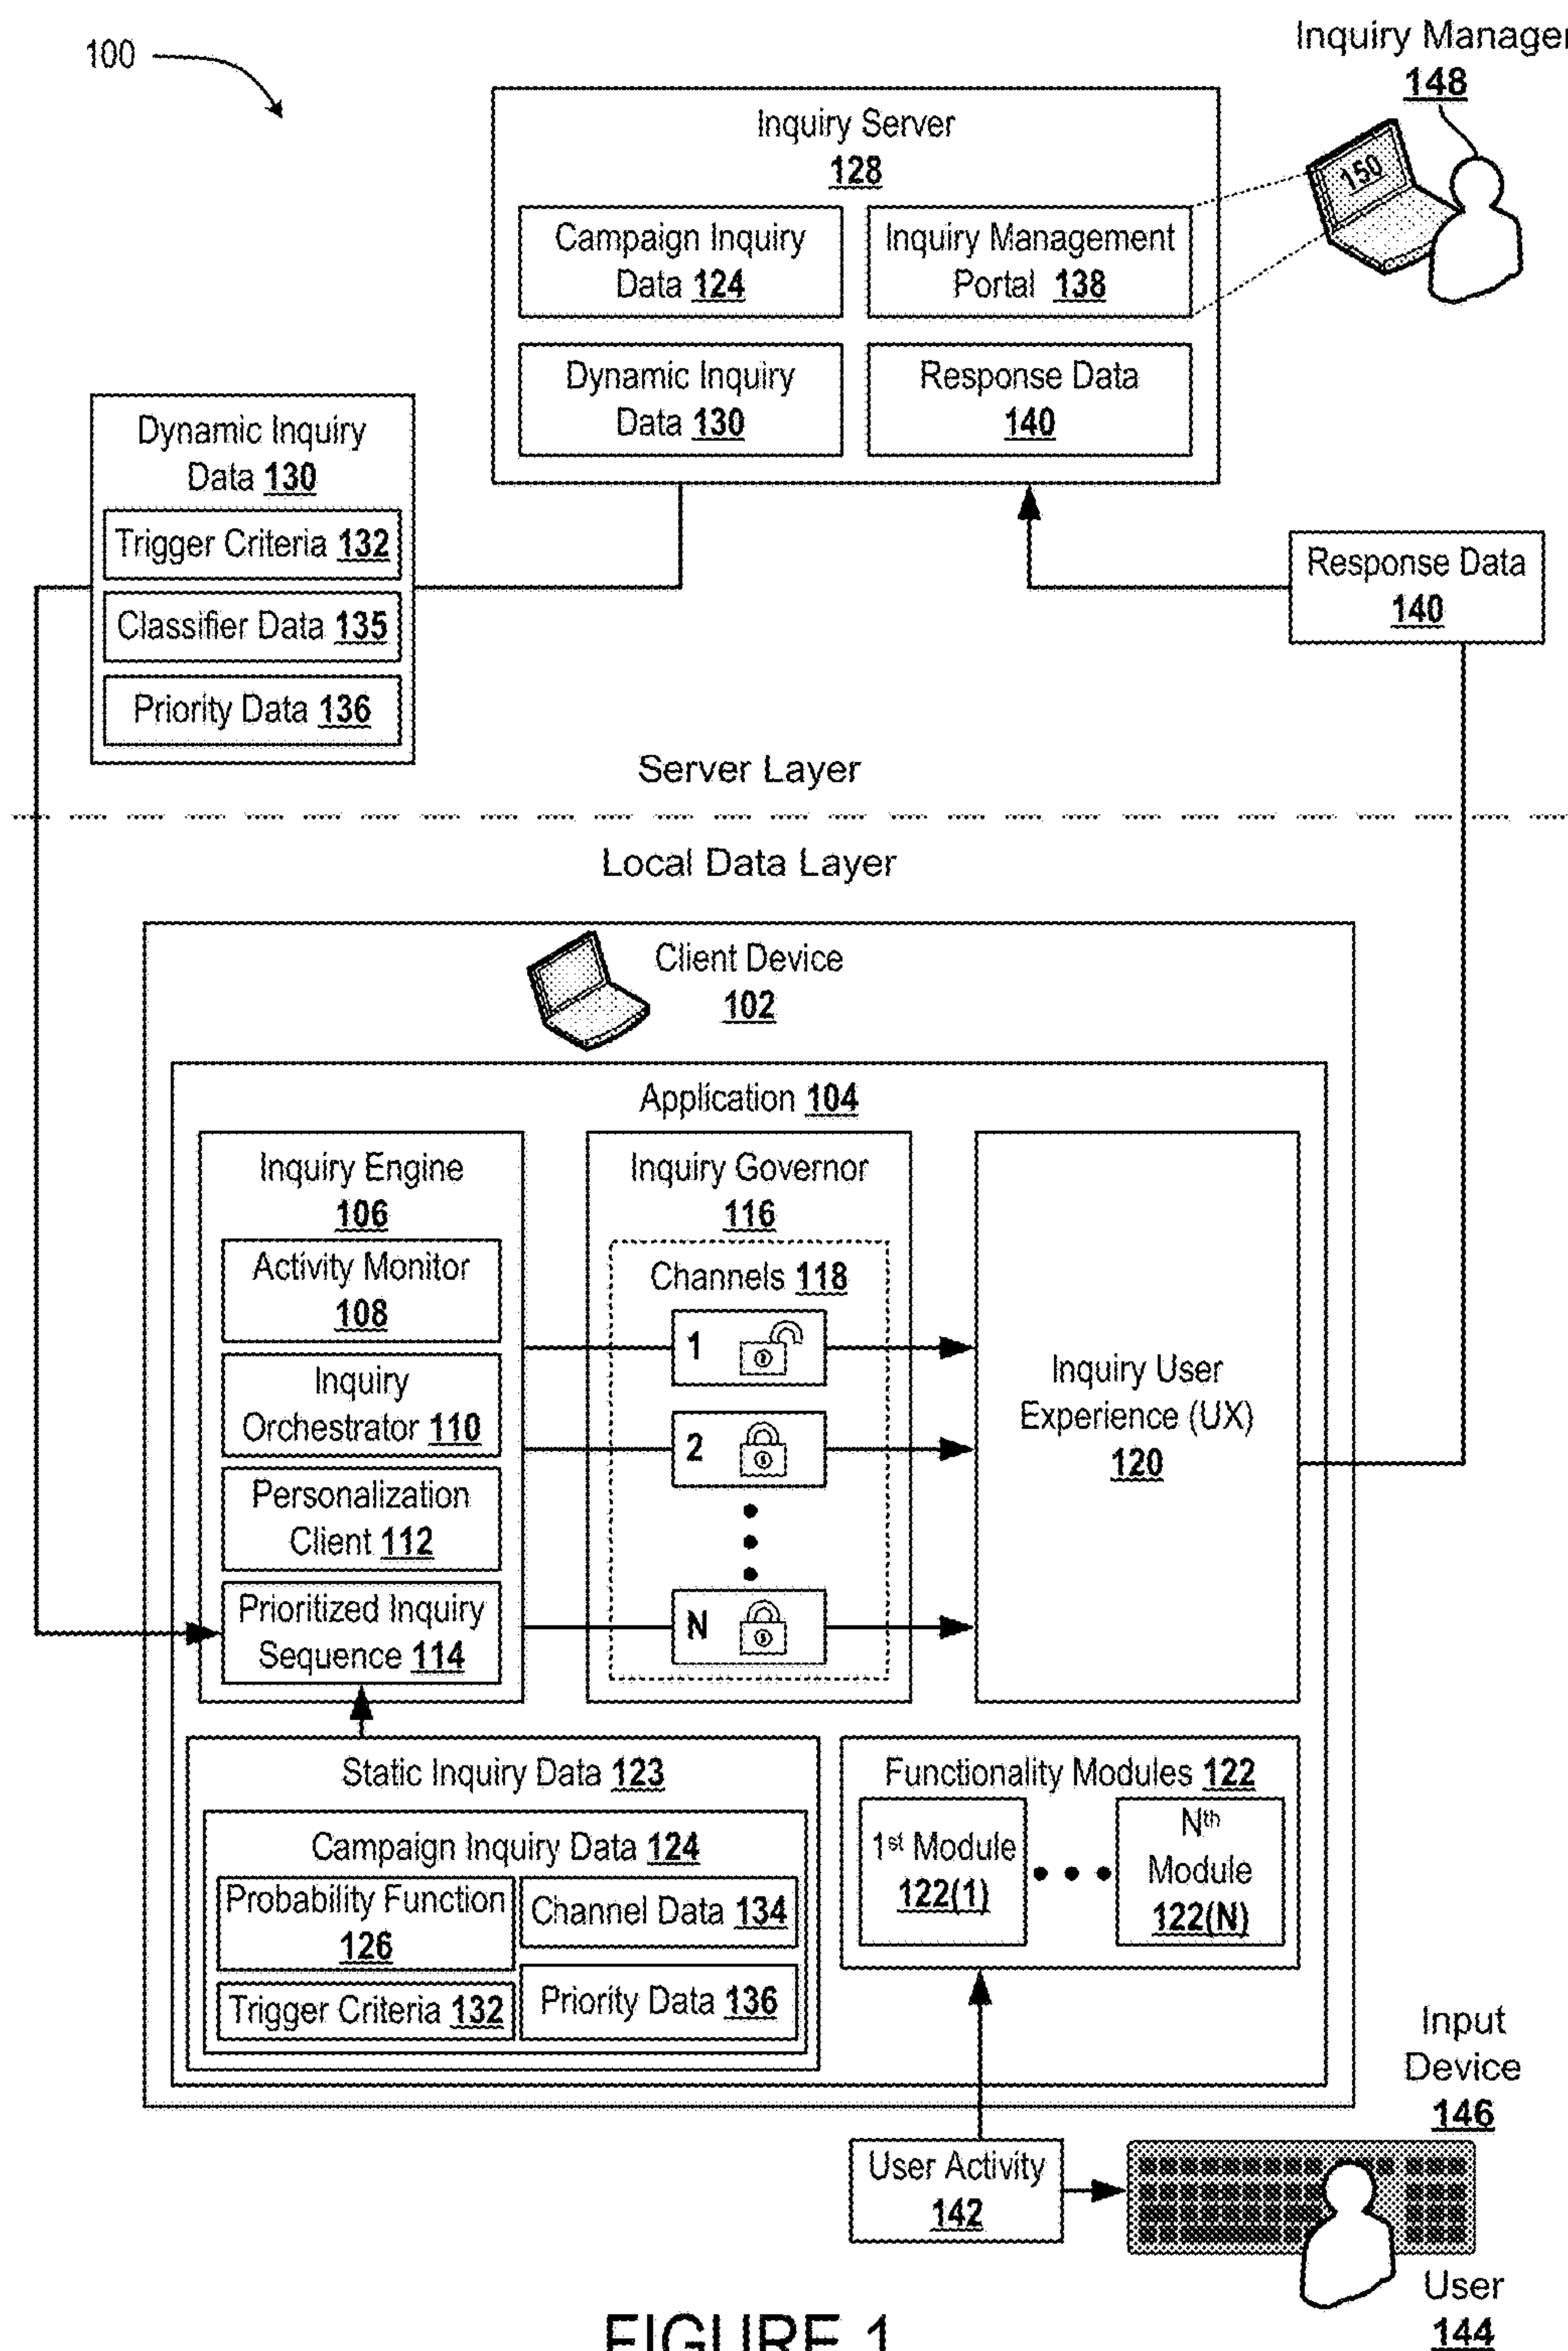 100
Inquiry Manager
148
150
Inquiry Server
128
Campaign Inquiry
Data 124
Inquiry Management
Portal 138
Dynamic Inquiry
Data 130
Response Data
140
Dynamic Inquiry
Data 130
Trigger Criteria 132
Classifier Data 135
Priority Data 136
Response Data
140
Server Layer
Local Data Layer
Client Device
102
Application 104
Inquiry Engine
106
Activity Monitor
108
Inquiry
Orchestrator 110
Personalization
Client 112
Prioritized Inquiry
Sequence 114
Inquiry Governor
116
Channels 118
1
2
N
Inquiry User
Experience (UX)
120
Static Inquiry Data 123
Campaign Inquiry Data 124
Probability Function
126
Channel Data 134
Trigger Criteria 132
Priority Data 136
Functionality Modules 122
1st Module
122(1)
Nth
Module
122(N)
User Activity
142
Input
Device
146
User
144
FIGURE 1